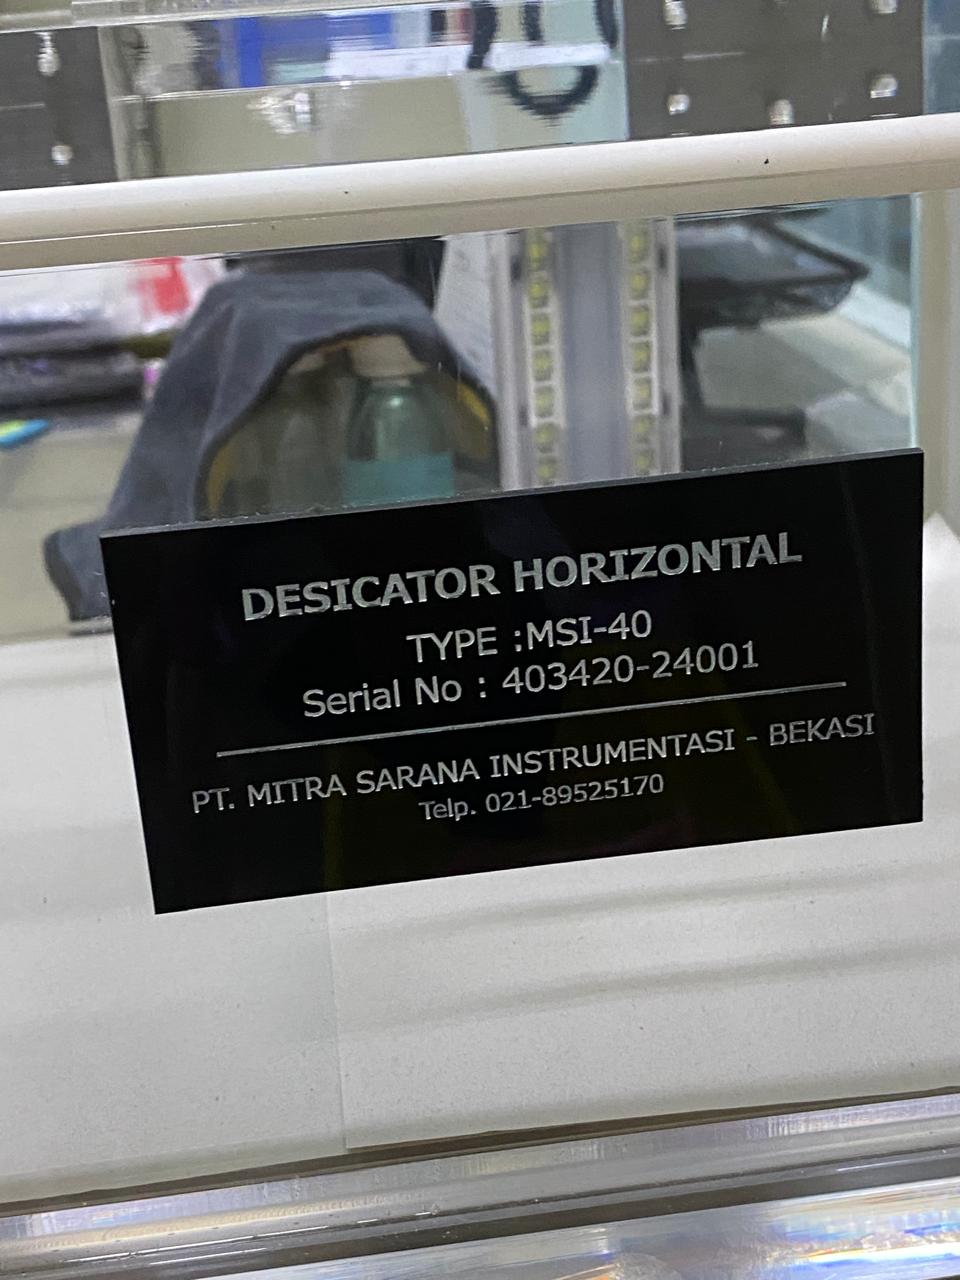 DESICATOR HORIZONTAL
TYPE :MSI-40
Serial No : 403420-24001
PT. MITRA SARANA INSTRUMENTASI - BEKASI
Telp. 021-89525170